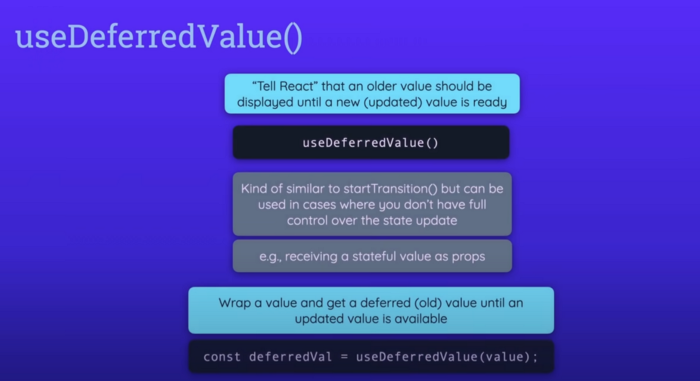 useDeferredValue()
“Tell React” that an older value should be
displayed until a new (updated) value is ready
useDeferredValue()
Kind of similar to startTransition() but can be
used in cases where you don’t have full
control over the state update
e.g., receiving a stateful value as props
Wrap a value and get a deferred (old) value until an
updated value is available
const deferredVal = useDeferredValue(value);